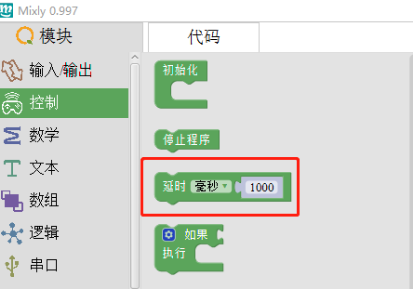 Mixly 0.997
模块
代码
输入/输出
控制
数学
文本
数组
逻辑
串口
初始化
停止程序
延时 毫秒 1000
如果
执行